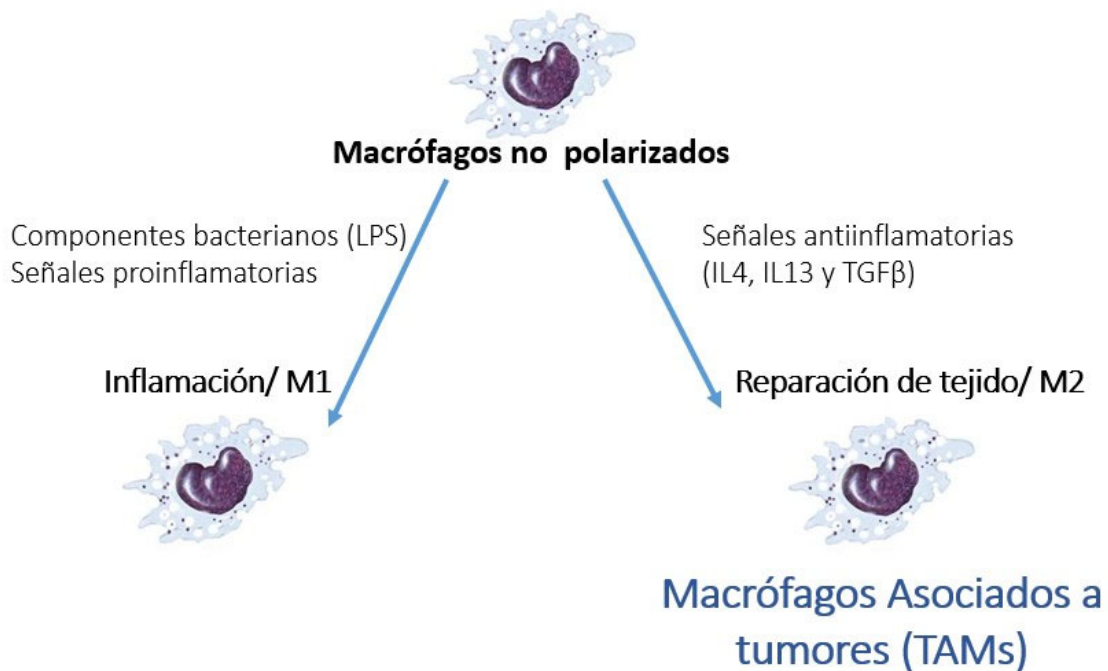 Macrófagos no polarizados
Componentes bacterianos (LPS)
Señales proinflamatorias
Señales antiinflamatorias
(IL4, IL13 y TGFβ)
Inflamación/ M1
Reparación de tejido/ M2
Macrófagos Asociados a
tumores (TAMs)